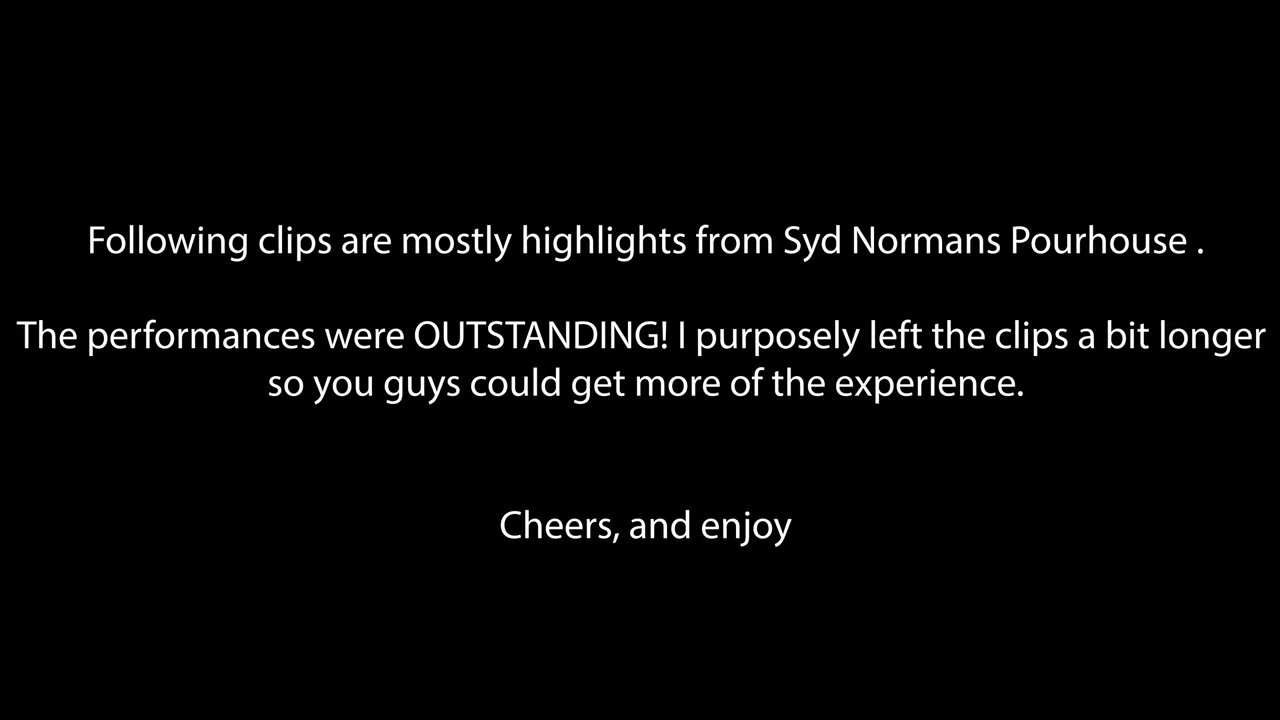 Following clips are mostly highlights from Syd Normans Pourhouse .
The performances were OUTSTANDING! I purposely left the clips a bit longer
so you guys could get more of the experience.
Cheers, and enjoy